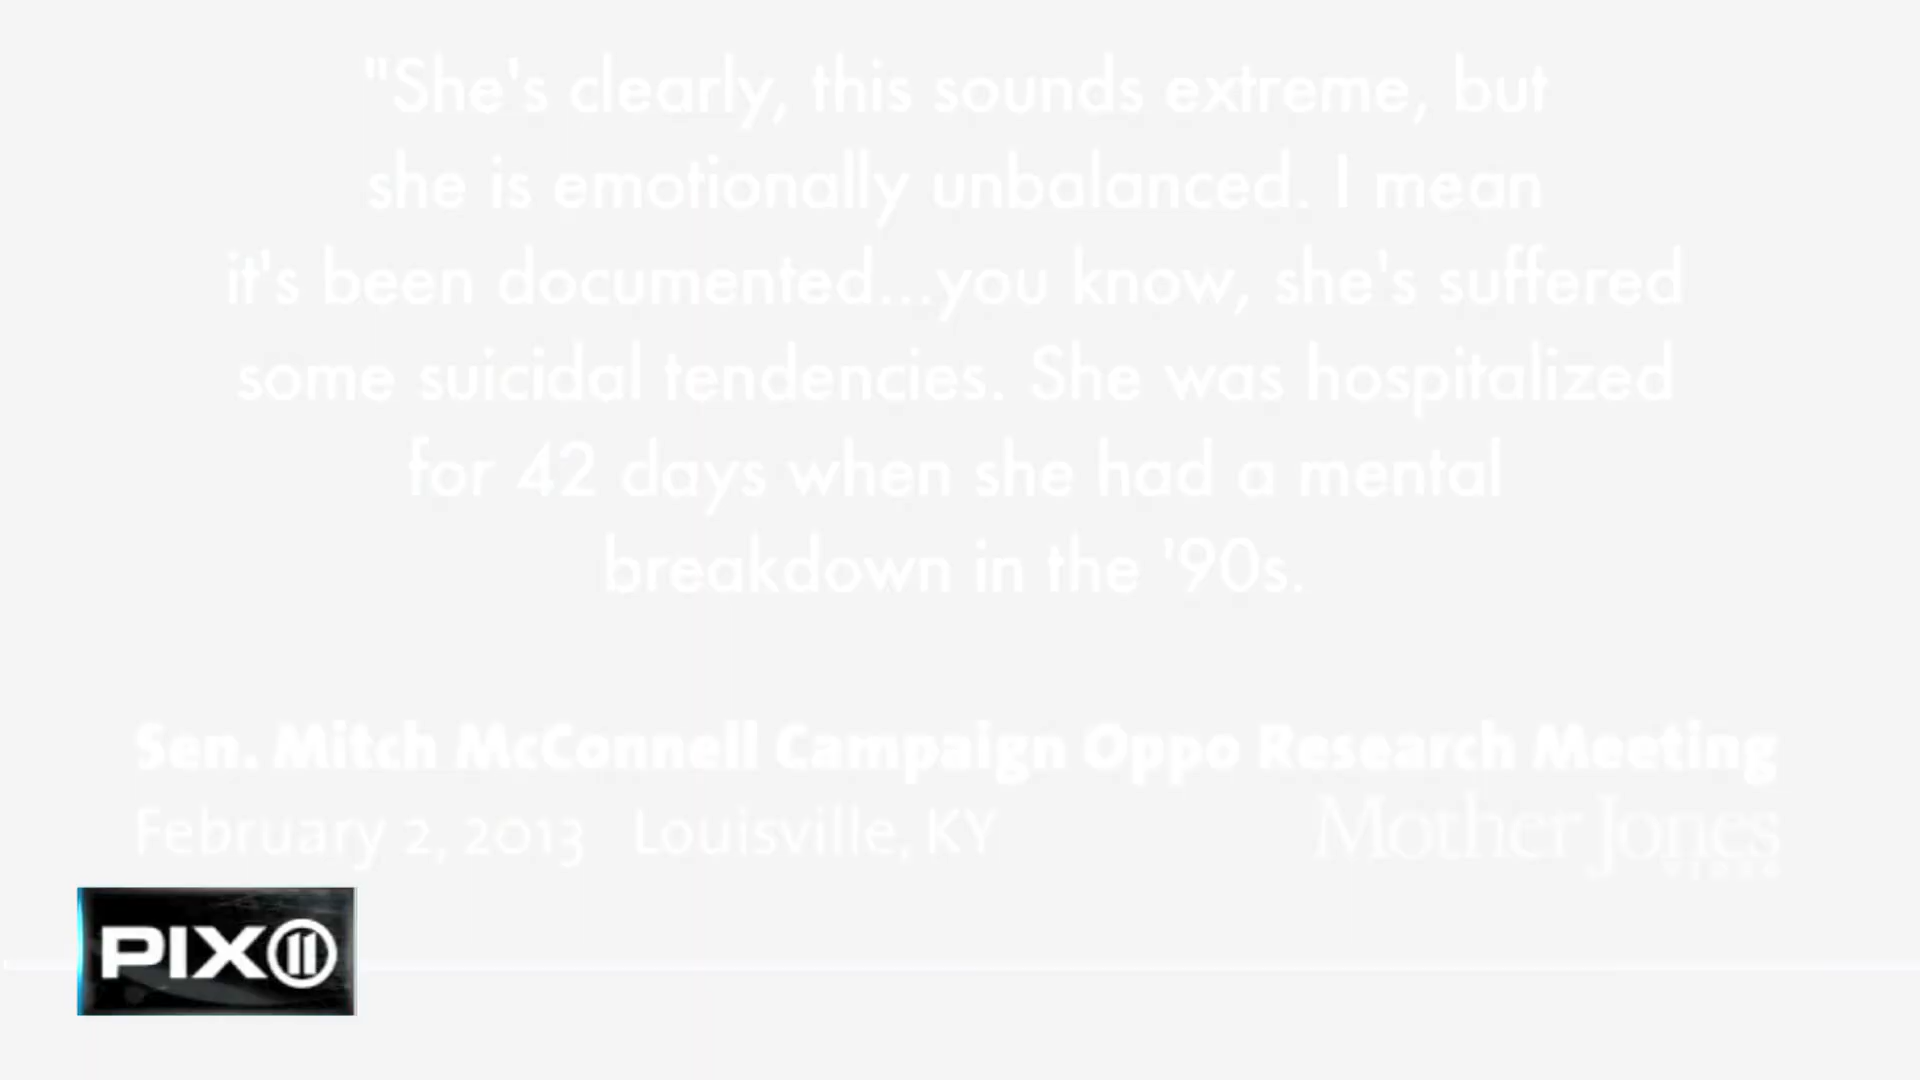 "She's clearly, this sounds extreme, but
she is emotionally unbalanced. I mean
it's been documented...you know, she's suffered
some suicidal tendencies. She was hospitalized
for 42 days when she had a mental
breakdown in the '90s.
Sen. Mitch McConnell Campaign Oppo Research Meeting
February 2, 2013 Louisville, KY
Mother Jones
VIDEO
PIX11